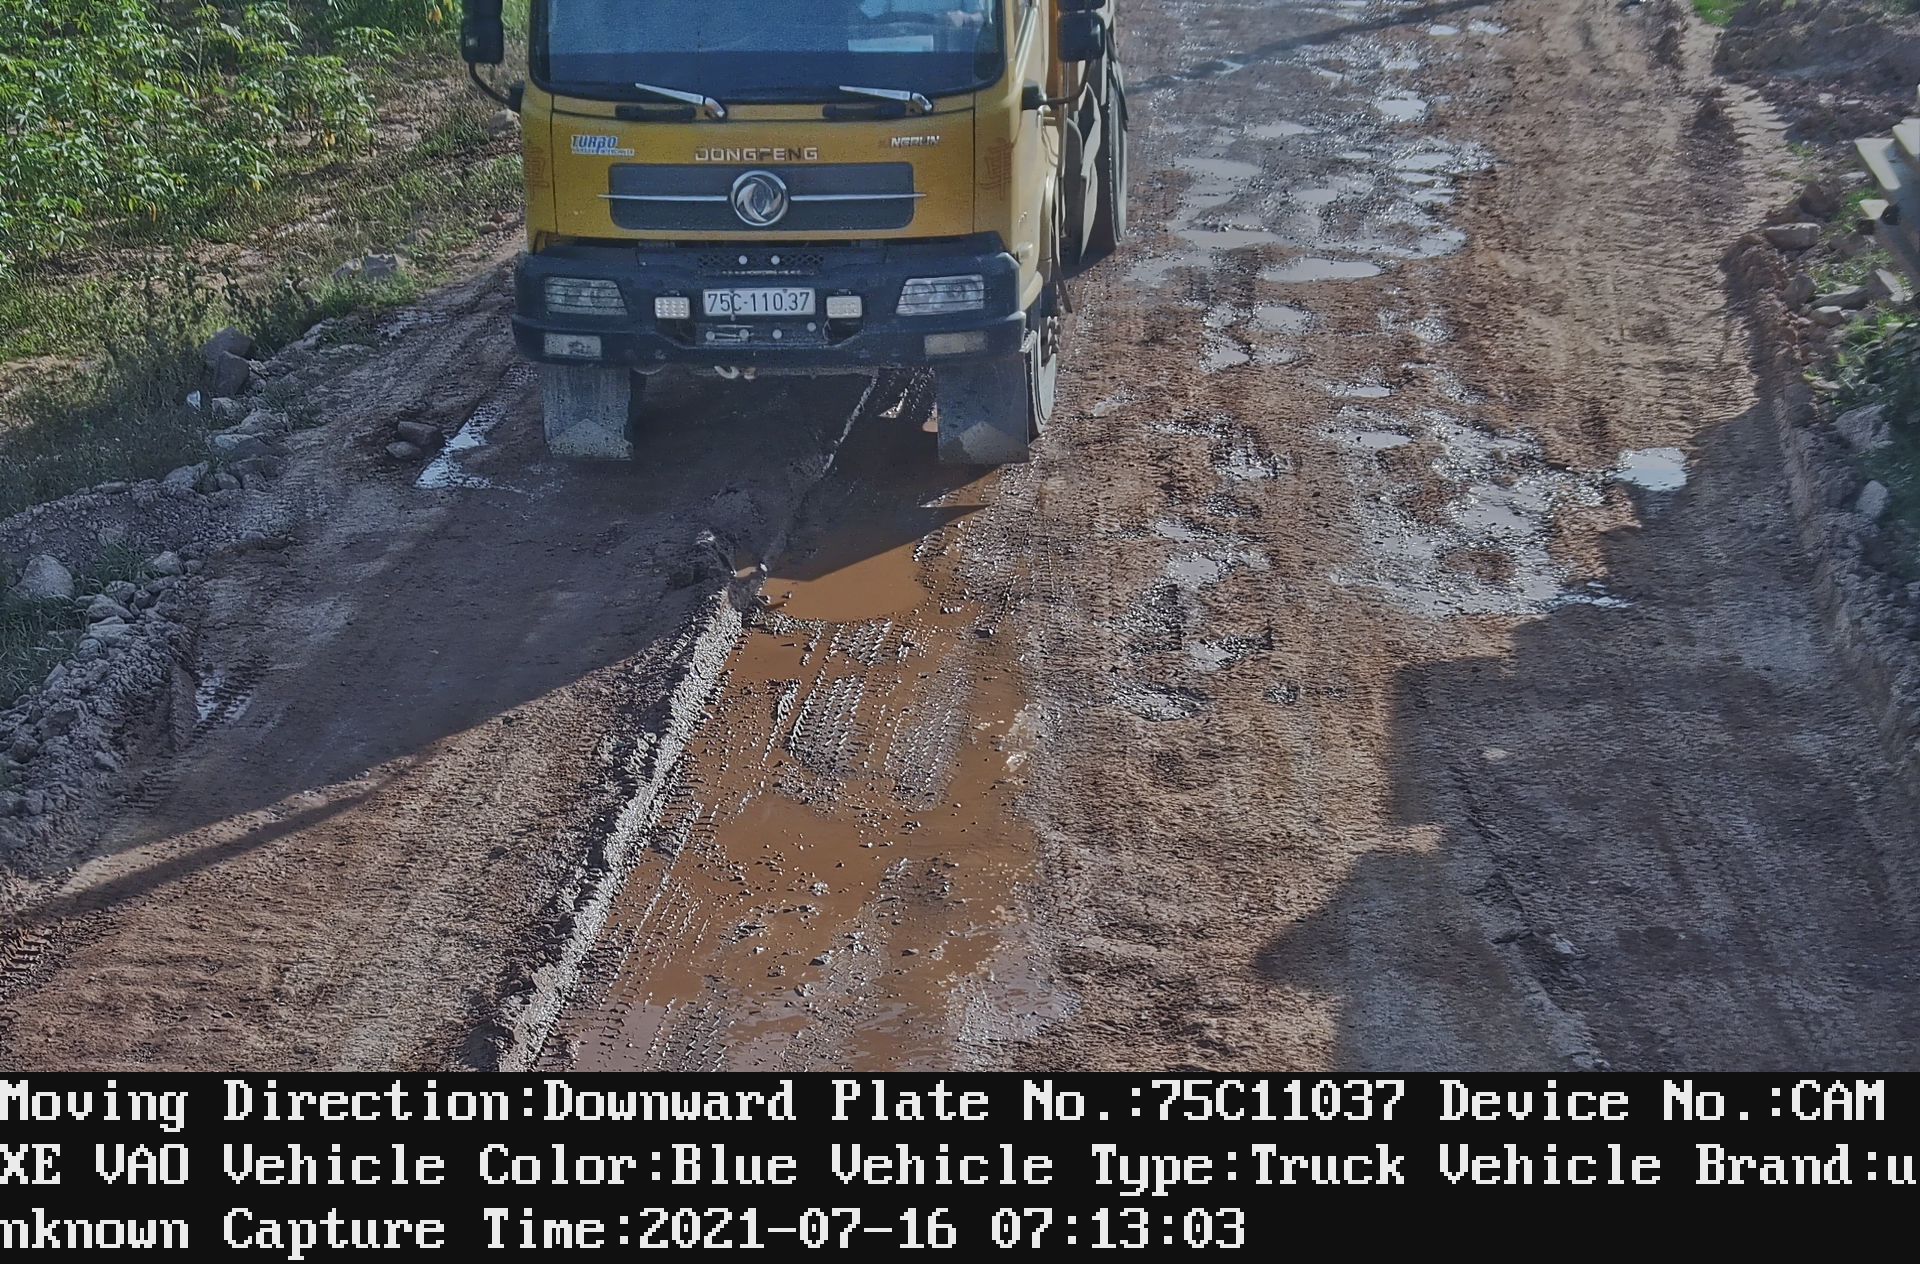 TURBO
DONGFENG
75C-110.37
Moving Direction:Downward Plate No.:75C11037 Device No.:CAM
XE VAO Vehicle Color:Blue Vehicle Type:Truck Vehicle Brand:u
nknown Capture Time:2021-07-16 07:13:03